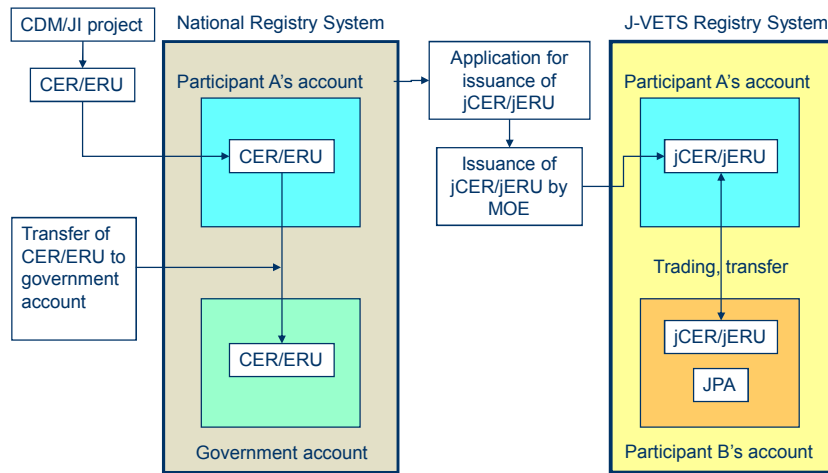 CDM/JI project
CER/ERU
Transfer of
CER/ERU to
government
account
National Registry System
Participant A's account
CER/ERU
CER/ERU
Government account
Application for
issuance of
jCER/jERU
Issuance of
jCER/jERU by
MOE
J-VETS Registry System
Participant A's account
jCER/jERU
Trading, transfer
jCER/jERU
JPA
Participant B's account